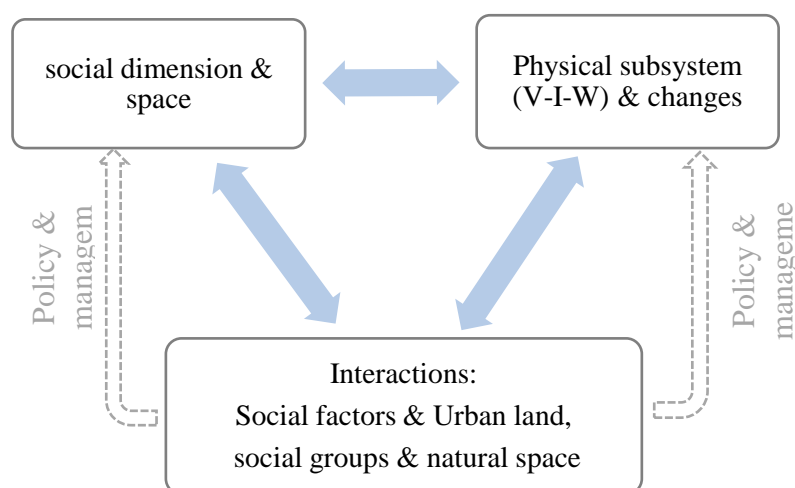 social dimension &
space
Physical subsystem
(V-I-W) & changes
Policy &
managem
Policy &
manageme
Interactions:
Social factors & Urban land,
social groups & natural space